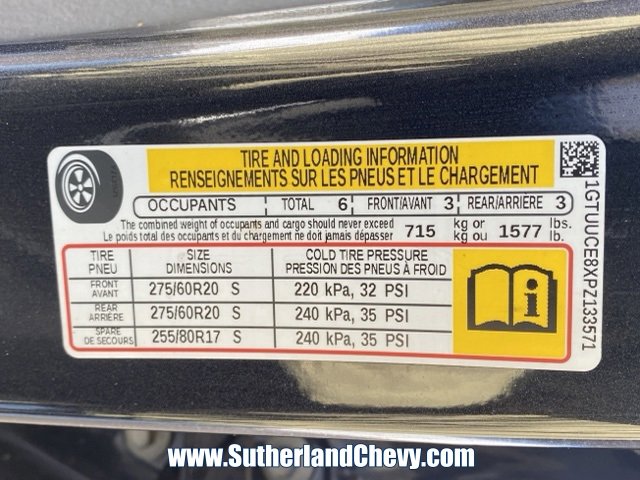 TIRE AND LOADING INFORMATION
RENSEIGNEMENTS SUR LES PNEUS ET LE CHARGEMENT
OCCUPANTS TOTAL 6 FRONT/AVANT 3 REAR/ARRIÈRE 3
The combined weight of occupants and cargo should never exceed 715 kg or 1577 lbs.
Le poids total des occupants et du chargement ne doit jamais dépasser kg ou lb.
TIRE SIZE COLD TIRE PRESSURE
PNEU DIMENSIONS PRESSION DES PNEUS À FROID
FRONT
AVANT 275/60R20 S 220 kPa, 32 PSI
REAR
ARRIÈRE 275/60R20 S 240 kPa, 35 PSI
SPARE
DE SECOURS 255/80R17 S 240 kPa, 35 PSI
i
1GTUUCE8XPZ133571
www.SutherlandChevy.com